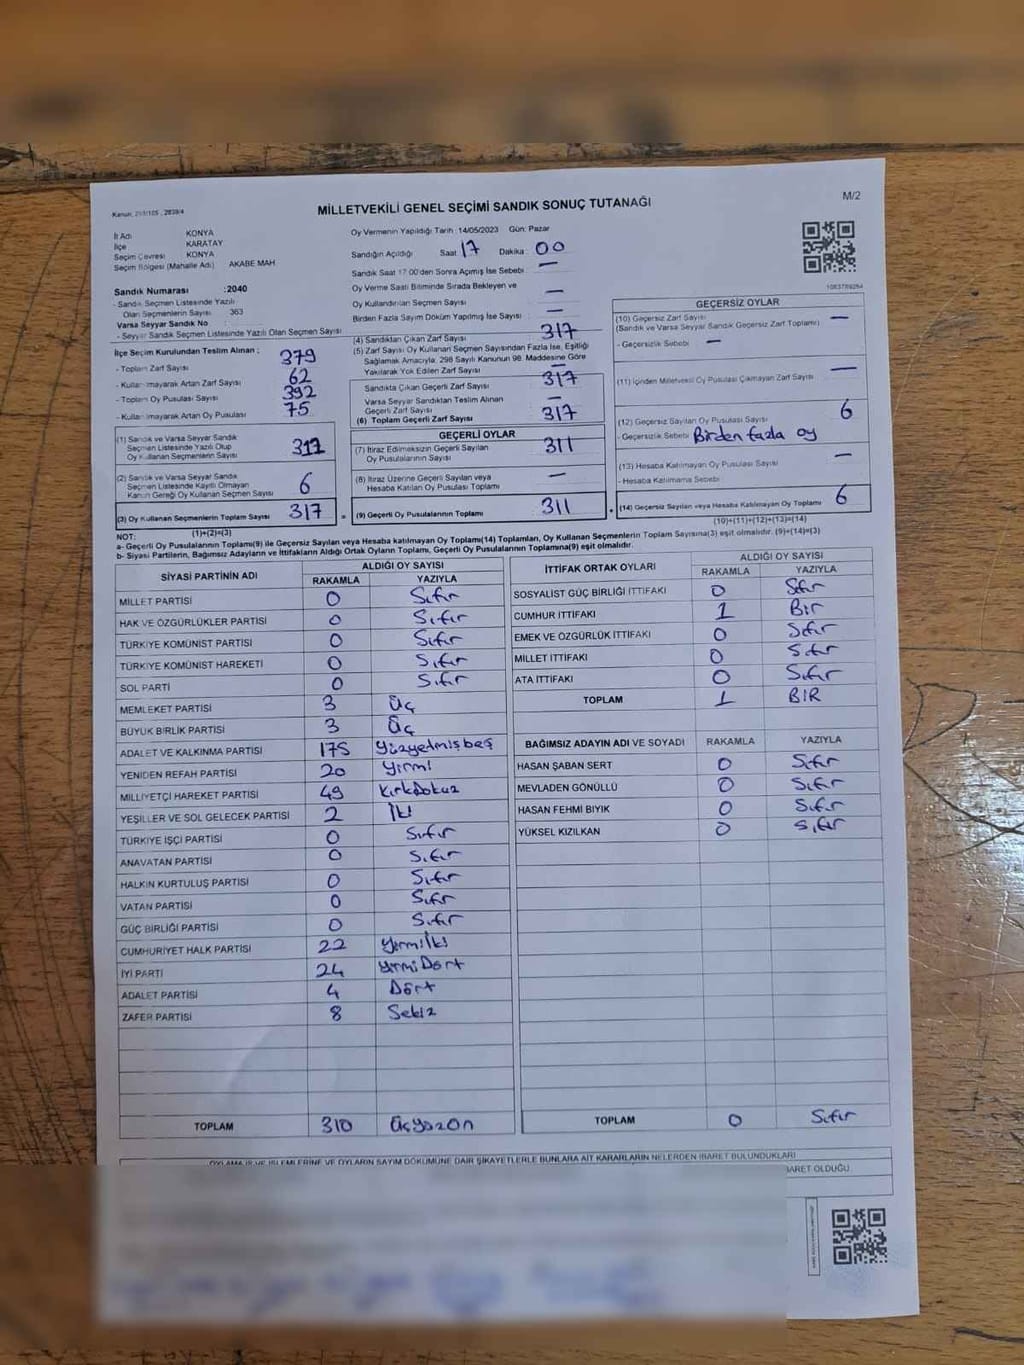 MİLLETVEKİLİ GENEL SEÇİMİ SANDIK SONUÇ TUTANAĞI
M/2
İl Adı KONYA
İlçe KARATAY
Seçim Çevresi KONYA
Seçim Bölgesi (Mahalle Adı) AKABE MAH
Sandık Numarası :2040
- Sandık Seçmen Listesinde Yazılı
Olan Seçmenlerin Sayısı 363
Varsa Seyyar Sandık No
- Seyyar Sandık Seçmen Listesinde Yazılı Olan Seçmen Sayısı
İlçe Seçim Kurulundan Teslim Alınan ;
- Toplam Zarf Sayısı 379
- Kullanılmayarak Artan Zarf Sayısı 62
- Toplam Oy Pusulası Sayısı 392
- Kullanılmayarak Artan Oy Pusulası 75
(1) Sandık ve Varsa Seyyar Sandık
Seçmen Listesinde Yazılı Olup
Oy Kullanan Seçmenlerin Sayısı
(2) Sandık ve Varsa Seyyar Sandık
Seçmen Listesinde Kayıtlı Olmayan
Kanun Gereği Oy Kullanan Seçmen Sayısı 6
(3) Oy Kullanan Seçmenlerin Toplam Sayısı 317
(1)+(2)=(3)
Oy Vermenin Yapıldığı Tarih : 14/05/2023 Gün: Pazar
Sandığın Açıldığı Saat 17 Dakika : 00
Sandık Saat 17.00'den Sonra Açılmış İse Sebebi : —
Oy Verme Saati Bitiminde Sırada Bekleyen ve
Oy Kullandırılan Seçmen Sayısı —
Birden Fazla Sayım Döküm Yapılmış İse Sayısı —
(4) Sandıktan Çıkan Zarf Sayısı 317
(5) Zarf Sayısı Oy Kullanan Seçmen Sayısından Fazla İse, Eşitliği
Sağlamak Amacıyla, 298 Sayılı Kanunun 98. Maddesine Göre
Yakılarak Yok Edilen Zarf Sayısı —
Sandıkta Çıkan Geçerli Zarf Sayısı 317
Varsa Seyyar Sandıktan Teslim Alınan
Geçerli Zarf Sayısı —
(6) Toplam Geçerli Zarf Sayısı 317
GEÇERLİ OYLAR
(7) İtiraz Edilmeksizin Geçerli Sayılan
Oy Pusulalarının Sayısı 311
(8) İtiraz Üzerine Geçerli Sayılan veya
Hesaba Katılan Oy Pusulası Toplamı —
(9) Geçerli Oy Pusulalarının Toplamı 311
1063769264
GEÇERSİZ OYLAR
(10) Geçersiz Zarf Sayısı —
(Sandık ve Varsa Seyyar Sandık Geçersiz Zarf Toplamı)
- Geçersizlik Sebebi : —
(11) İçinden Milletvekili Oy Pusulası Çıkmayan Zarf Sayısı —
(12) Geçersiz Sayılan Oy Pusulası Sayısı 6
- Geçersizlik Sebebi Birden fazla oy
(13) Hesaba Katılmayan Oy Pusulası Sayısı —
- Hesaba Katılmama Sebebi
(14) Geçersiz Sayılan veya Hesaba Katılmayan Oy Toplamı 6
(10)+(11)+(12)+(13)=(14)
NOT:
a- Geçerli Oy Pusulalarının Toplamı(9) ile Geçersiz Sayılan veya Hesaba katılmayan Oy Toplamı(14) Toplamları, Oy Kullanan Seçmenlerin Toplam Sayısına(3) eşit olmalıdır. (9)+(14)=(3)
b- Siyasi Partilerin, Bağımsız Adayların ve İttifakların Aldığı Ortak Oyların Toplamı, Geçerli Oy Pusulalarının Toplamına(9) eşit olmalıdır.
SİYASİ PARTİNİN ADI ALDIĞI OY SAYISI
RAKAMLA YAZIYLA
MİLLET PARTİSİ 0 Sıfır
HAK VE ÖZGÜRLÜKLER PARTİSİ 0 Sıfır
TÜRKİYE KOMÜNİST PARTİSİ 0 Sıfır
TÜRKİYE KOMÜNİST HAREKETİ 0 Sıfır
SOL PARTİ 0 Sıfır
MEMLEKET PARTİSİ 3 Üç
BÜYÜK BİRLİK PARTİSİ 3 Üç
ADALET VE KALKINMA PARTİSİ 175 Yüzyetmişbeş
YENİDEN REFAH PARTİSİ 20 Yirmi
MİLLİYETÇİ HAREKET PARTİSİ 49 KırkDokuz
YEŞİLLER VE SOL GELECEK PARTİSİ 2 İki
TÜRKİYE İŞÇİ PARTİSİ 0 Sıfır
ANAVATAN PARTİSİ 0 Sıfır
HALKIN KURTULUŞ PARTİSİ 0 Sıfır
VATAN PARTİSİ 0 Sıfır
GÜÇ BİRLİĞİ PARTİSİ 0 Sıfır
CUMHURİYET HALK PARTİSİ 22 Yirmiİki
İYİ PARTİ 24 YirmiDört
ADALET PARTİSİ 4 Dört
ZAFER PARTİSİ 8 Sekiz
TOPLAM 310 ÜçyüzOn
İTTİFAK ORTAK OYLARI ALDIĞI OY SAYISI
RAKAMLA YAZIYLA
SOSYALİST GÜÇ BİRLİĞİ İTTİFAKI 0 Sıfır
CUMHUR İTTİFAKI 1 Bir
EMEK VE ÖZGÜRLÜK İTTİFAKI 0 Sıfır
MİLLET İTTİFAKI 0 Sıfır
ATA İTTİFAKI 0 Sıfır
TOPLAM 1 BİR
BAĞIMSIZ ADAYIN ADI VE SOYADI RAKAMLA YAZIYLA
HASAN ŞABAN SERT 0 Sıfır
MEVLADEN GÖNÜLLÜ 0 Sıfır
HASAN FEHMİ BIYIK 0 Sıfır
YÜKSEL KIZILKAN 0 Sıfır
TOPLAM 0 Sıfır
OYLAMA İŞ VE İŞLEMLERİNE VE OYLARIN SAYIM DÖKÜMÜNE DAİR ŞİKAYETLERLE BUNLARA AİT KARARLARIN NELERDEN İBARET BULUNDUKLARI
İBARET OLDUĞU